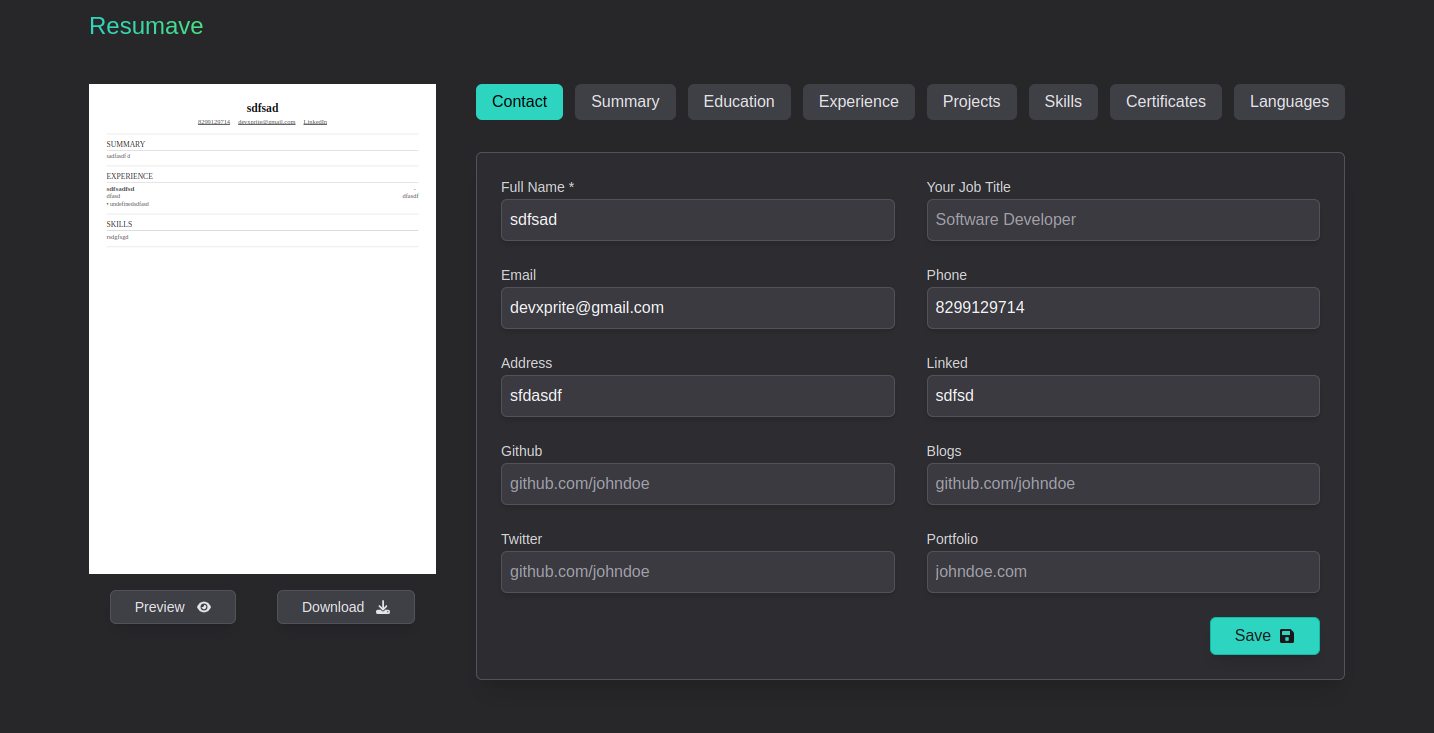 Resumave
sdfsad
8299129714 devxprite@gmail.com LinkedIn
SUMMARY
sadfasdf d
EXPERIENCE
sdfsadfsd -
dfasd dfasdf
SKILLS
Preview
Download
Contact Summary Education Experience Projects Skills Certificates Languages
Full Name * Your Job Title
sdfsad Software Developer
Email Phone
devxprite@gmail.com 8299129714
Address Linked
sfdasdf sdfsd
Github Blogs
github.com/johndoe github.com/johndoe
Twitter Portfolio
github.com/johndoe johndoe.com
Save